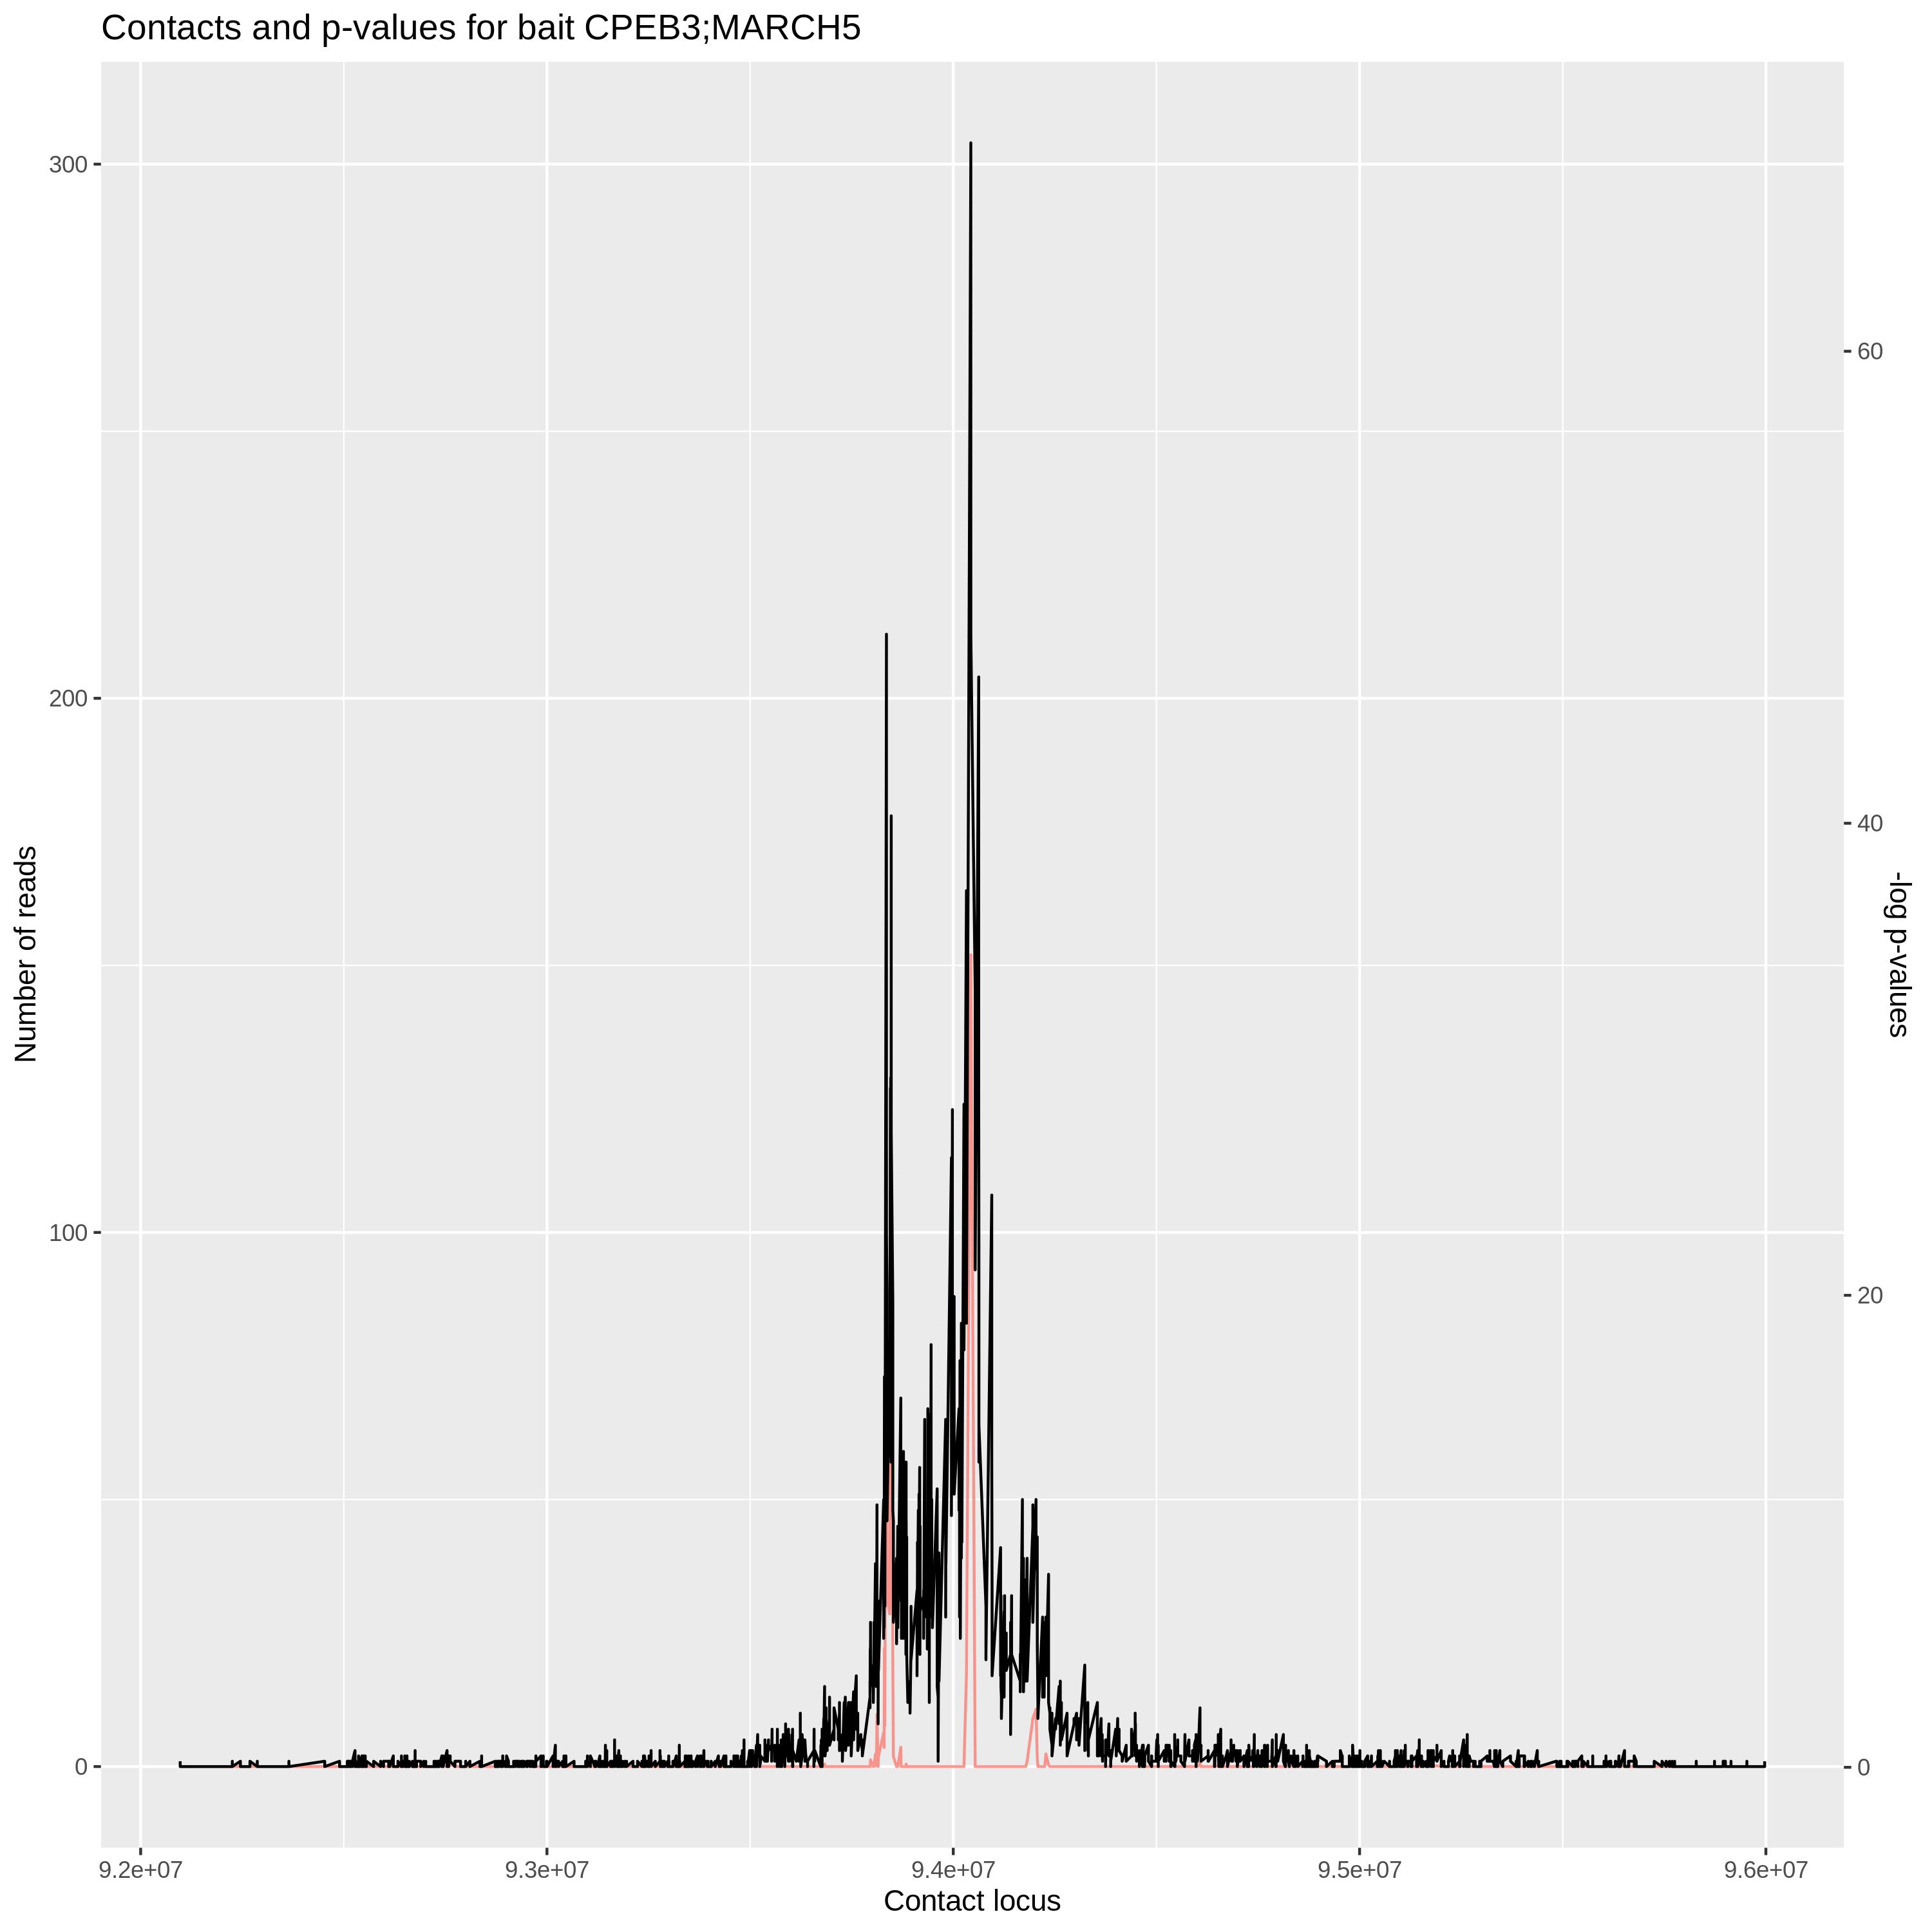 Contacts and p-values for bait CPEB3;MARCH5
300
200
100
0
60
40
20
0
Number of reads
-log p-values
9.2e+07 9.3e+07 9.4e+07 9.5e+07 9.6e+07
Contact locus